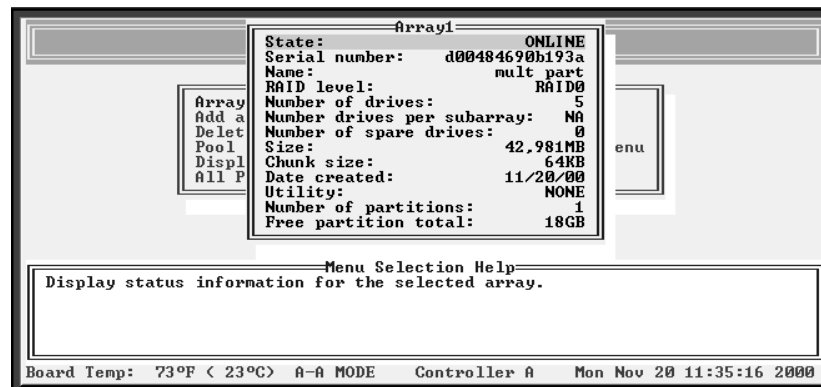 Array1
State: ONLINE
Serial number: d00484690b193a
Name: mult part
RAID level: RAID0
Array Number of drives: 5
Add a Number drives per subarray: NA
Delet Number of spare drives: 0
Pool Size: 42,981MB enu
Displ Chunk size: 64KB
All P Date created: 11/20/00
Utility: NONE
Number of partitions: 1
Free partition total: 18GB
Menu Selection Help
Display status information for the selected array.
Board Temp: 73ºF ( 23ºC) A-A MODE Controller A Mon Nov 20 11:35:16 2000